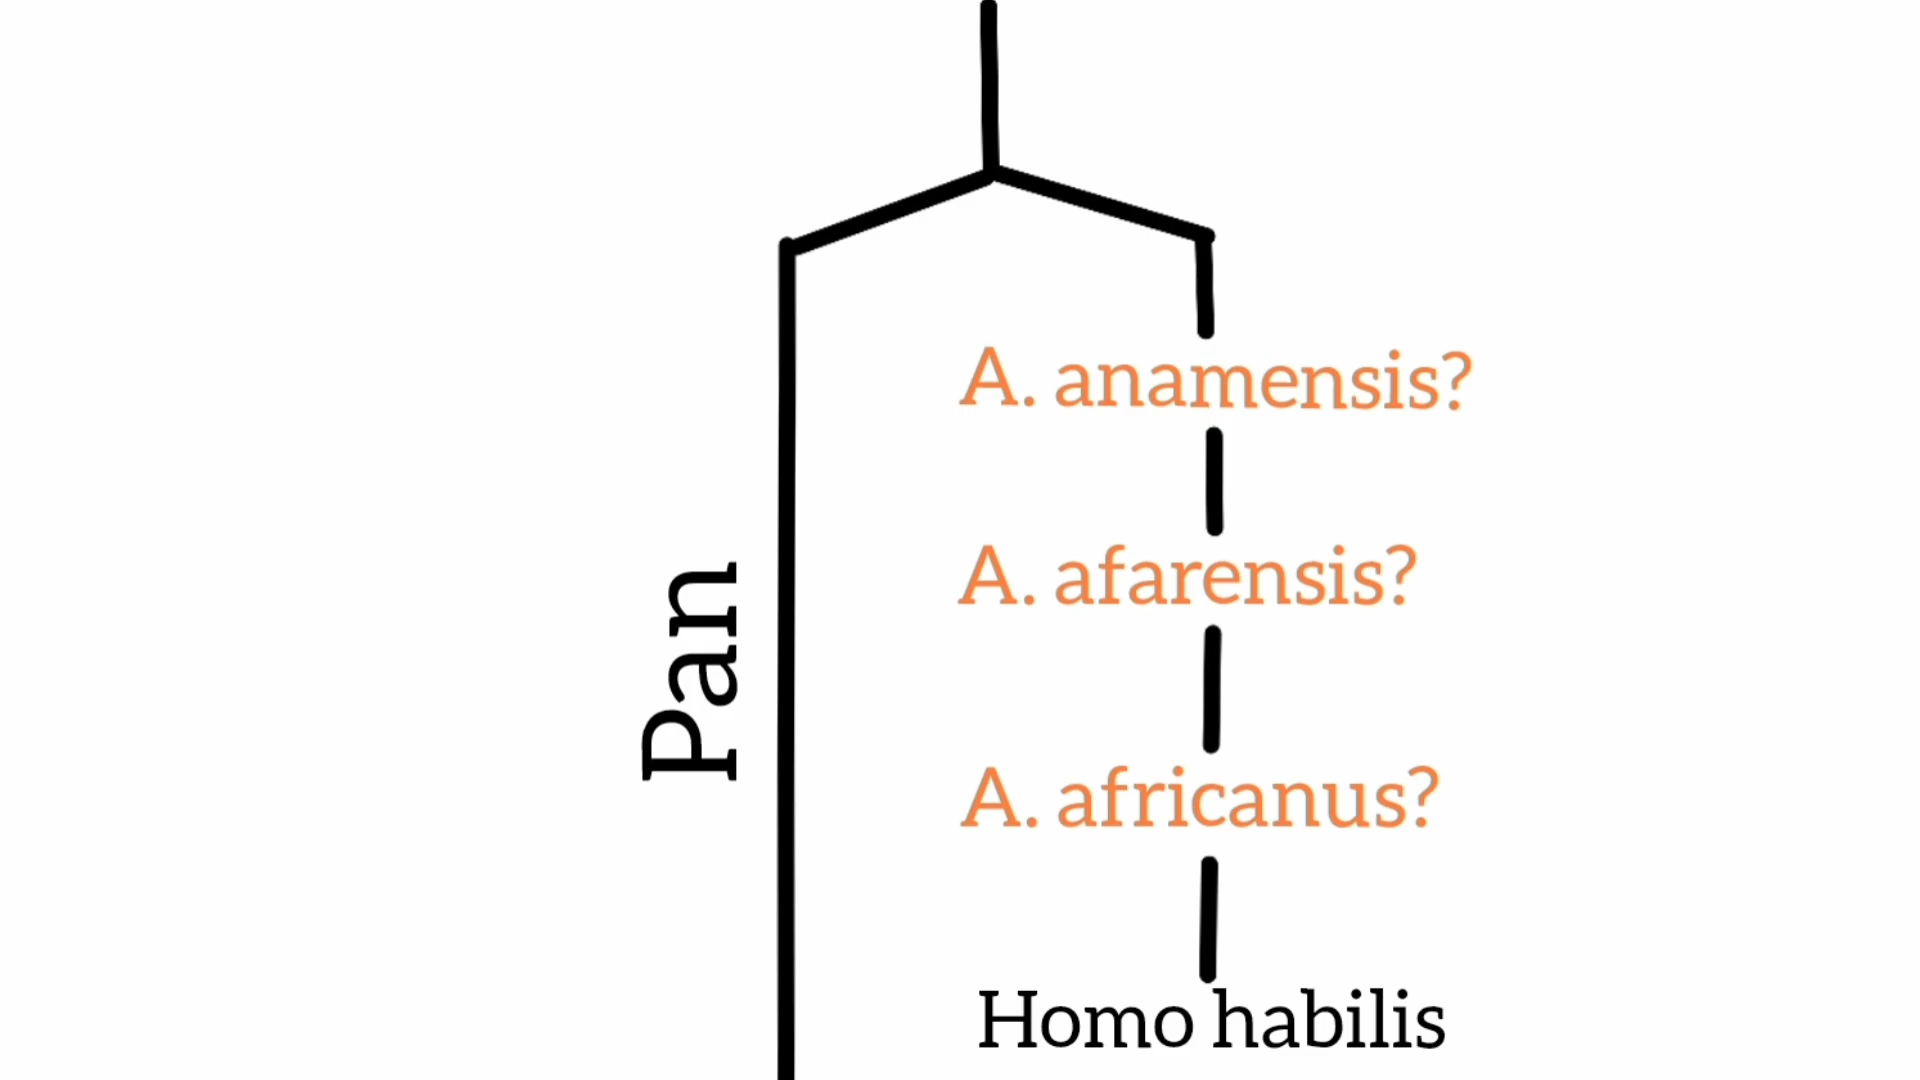 Pan
A. anamensis?
A. afarensis?
A. africanus?
Homo habilis